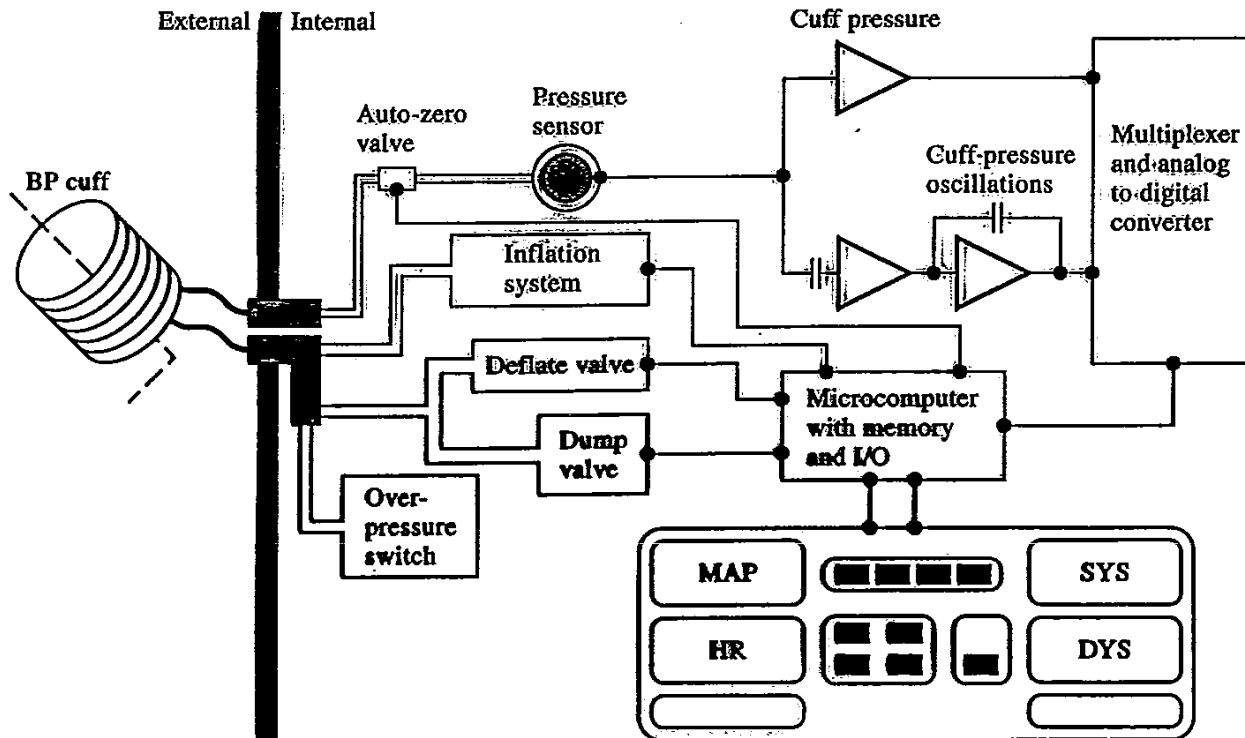 External
Internal
Cuff pressure
Auto-zero
valve
Pressure
sensor
Cuff-pressure
oscillations
Multiplexer
and analog
to digital
converter
BP cuff
Inflation
system
Deflate valve
Dump
valve
Microcomputer
with memory
and I/O
Over-
pressure
switch
MAP
SYS
HR
DYS